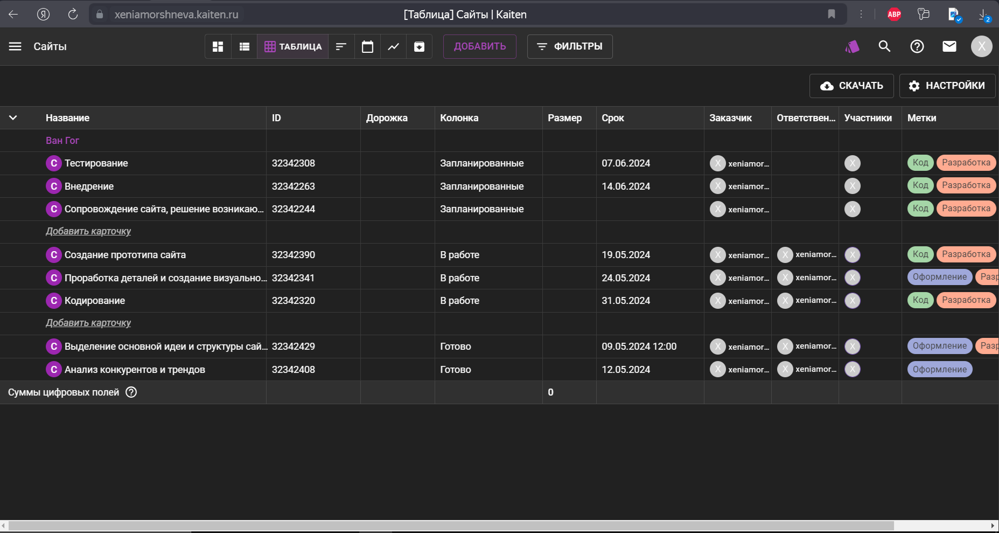 xeniamorshneva.kaiten.ru [Таблица] Сайты | Kaiten ABP 2
Сайты ТАБЛИЦА ДОБАВИТЬ ФИЛЬТРЫ X
СКАЧАТЬ НАСТРОЙКИ
Название ID Дорожка Колонка Размер Срок Заказчик Ответствен... Участники Метки
Ван Гог
С Тестирование 32342308 Запланированные 07.06.2024 X xeniamor... X Код Разработка
С Внедрение 32342263 Запланированные 14.06.2024 X xeniamor... X Код Разработка
С Сопровождение сайта, решение возникаю... 32342244 Запланированные X xeniamor... X Код Разработка
Добавить карточку
С Создание прототипа сайта 32342390 В работе 19.05.2024 X xeniamor... X xeniamor... X Код Разработка
С Проработка деталей и создание визуально... 32342341 В работе 24.05.2024 X xeniamor... X xeniamor... X Оформление Разр
С Кодирование 32342320 В работе 31.05.2024 X xeniamor... X xeniamor... X Код Разработка
Добавить карточку
С Выделение основной идеи и структуры сай... 32342429 Готово 09.05.2024 12:00 X xeniamor... X xeniamor... X Оформление Разр
С Анализ конкурентов и трендов 32342408 Готово 12.05.2024 X xeniamor... X xeniamor... X Оформление
Суммы цифровых полей 0